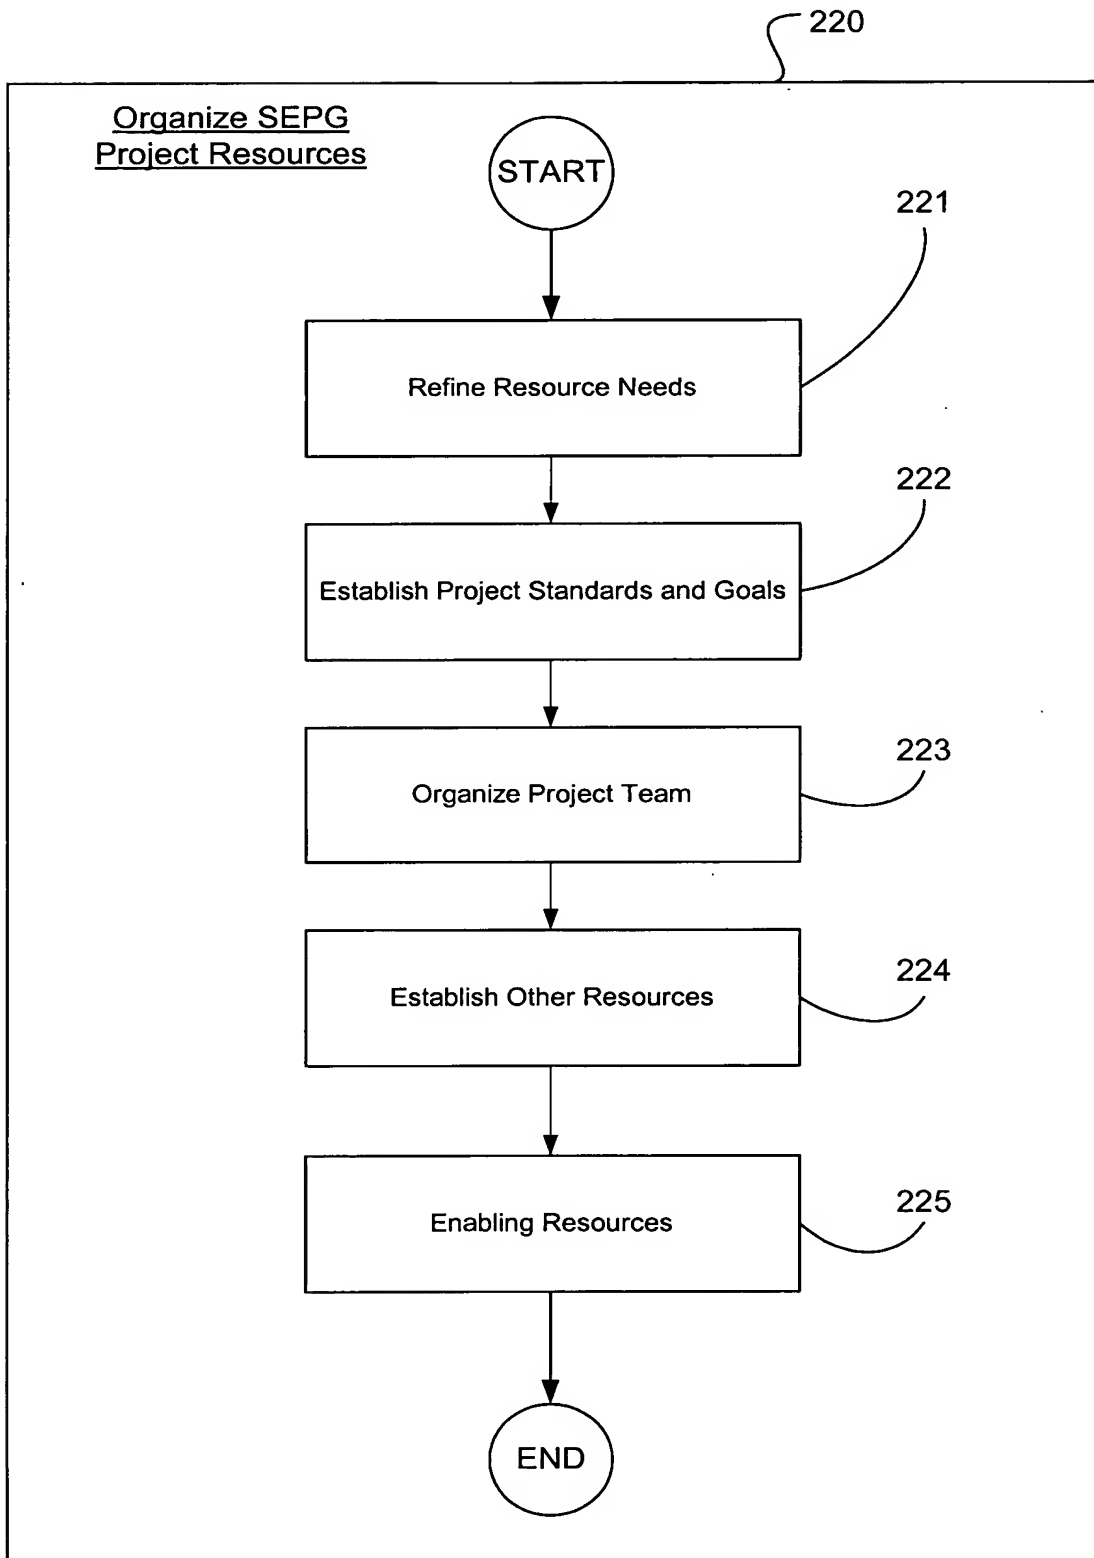 220
Organize SEPG
Project Resources
START
221
Refine Resource Needs
222
Establish Project Standards and Goals
223
Organize Project Team
224
Establish Other Resources
225
Enabling Resources
END